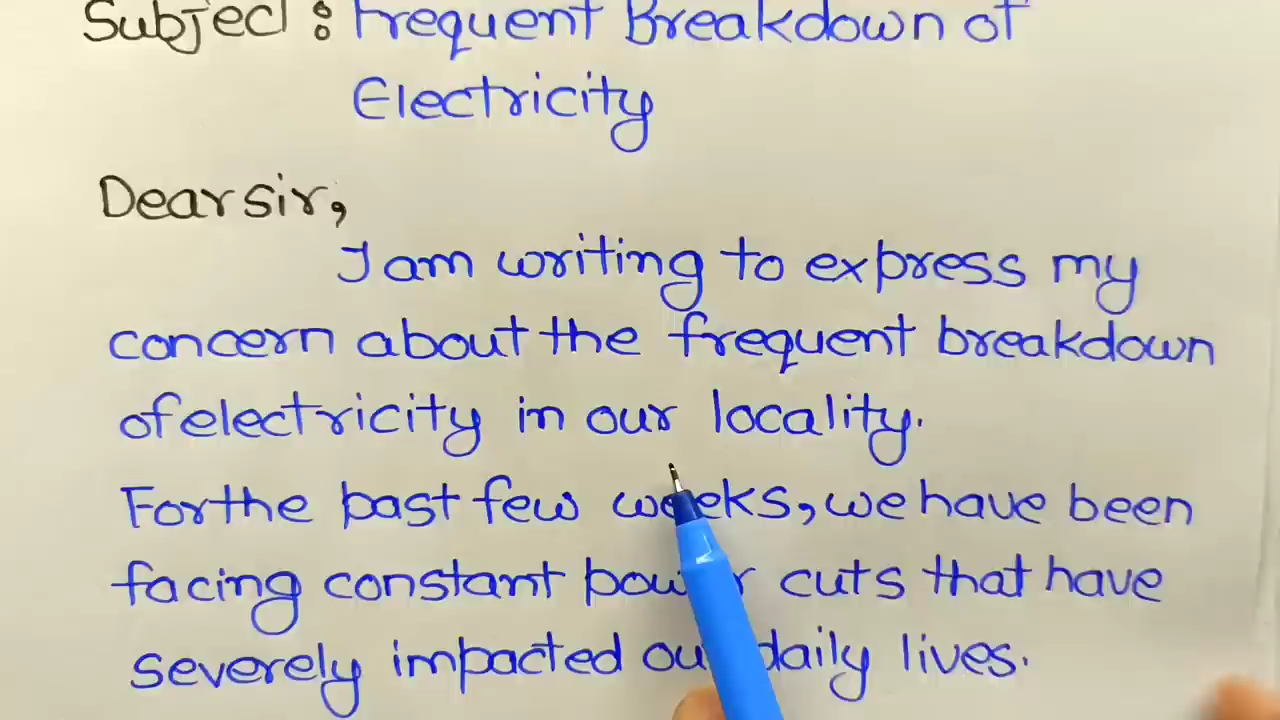 Subject : Frequent Breakdown of
Electricity
Dear sir,
I am writing to express my
concern about the frequent breakdown
of electricity in our locality.
For the past few weeks, we have been
facing constant power cuts that have
severely impacted our daily lives.